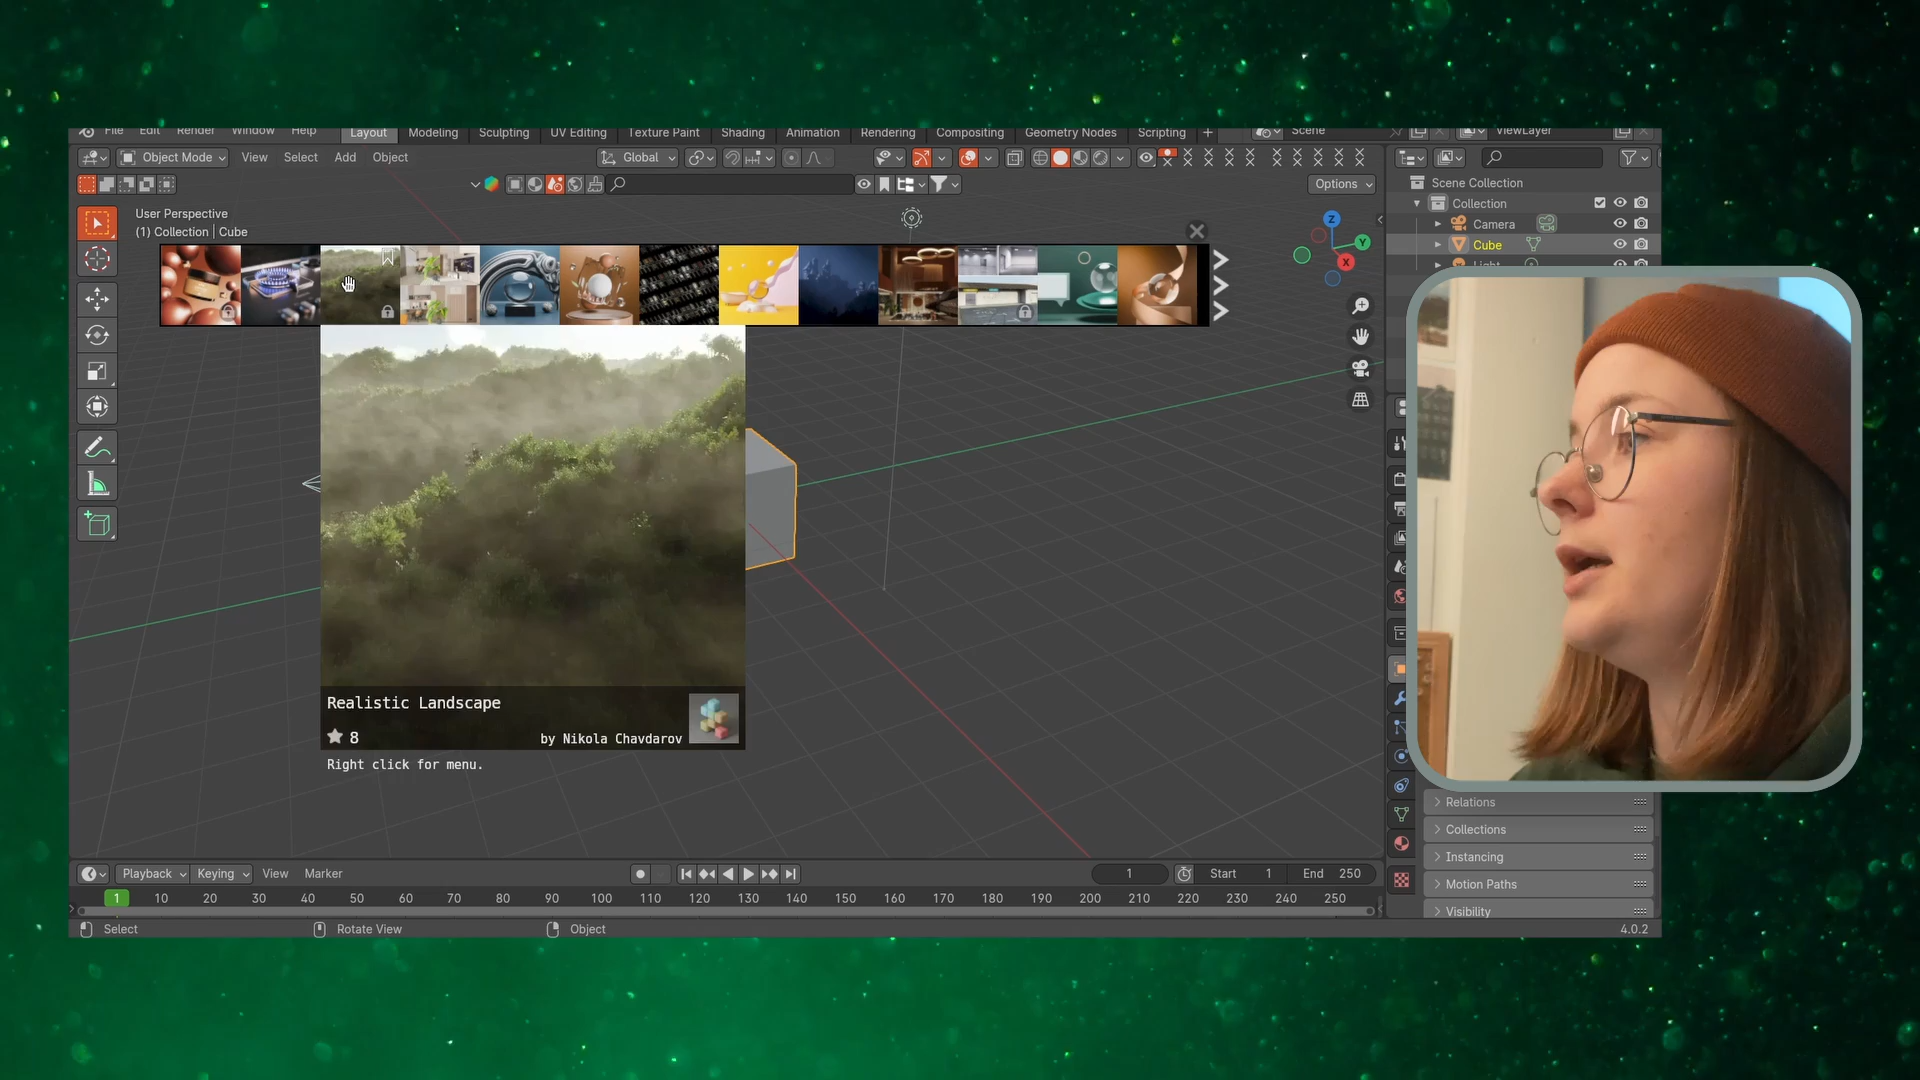 File Edit Render Window Help Layout Modeling Sculpting UV Editing Texture Paint Shading Animation Rendering Compositing Geometry Nodes Scripting + Scene ViewLayer
Object Mode View Select Add Object Global
Options
Scene Collection
Collection
Camera
Cube
Light
User Perspective
(1) Collection | Cube
Z
Y
X
Realistic Landscape
8 by Nikola Chavdarov
Right click for menu.
Relations
Collections
Instancing
Motion Paths
Visibility
Playback Keying View Marker 1 Start 1 End 250
1 10 20 30 40 50 60 70 80 90 100 110 120 130 140 150 160 170 180 190 200 210 220 230 240 250
Select Rotate View Object 4.0.2